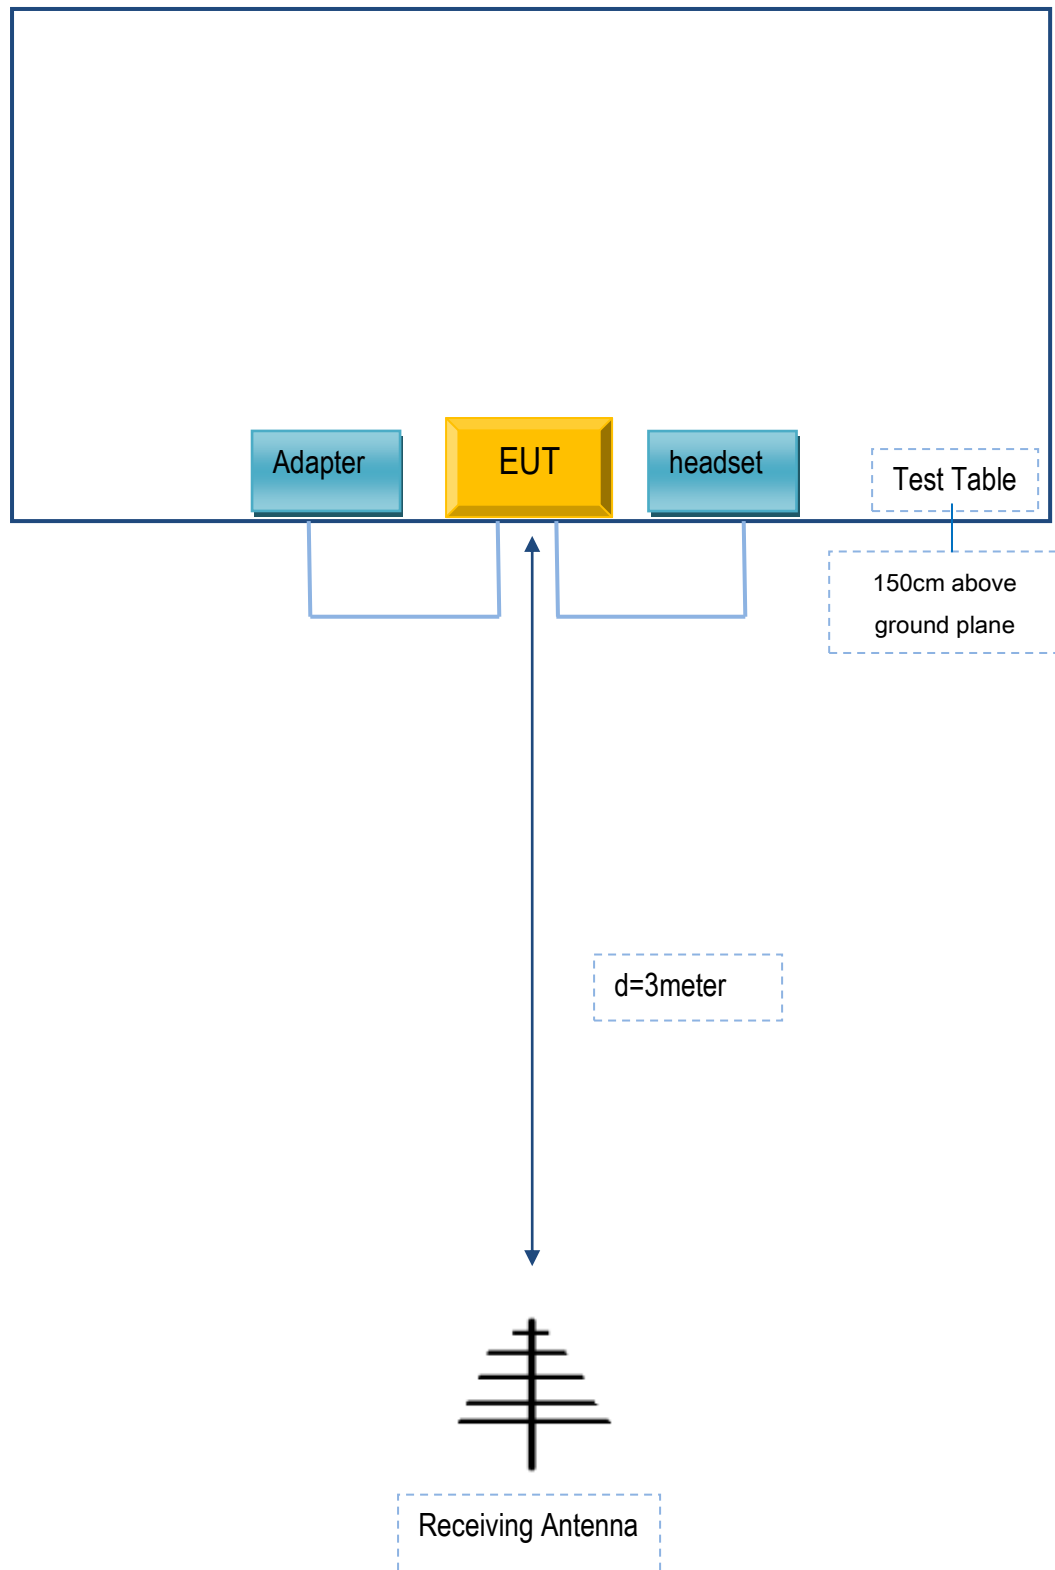 Adapter
EUT
headset
Test Table
150cm above
ground plane
d=3meter
Receiving Antenna